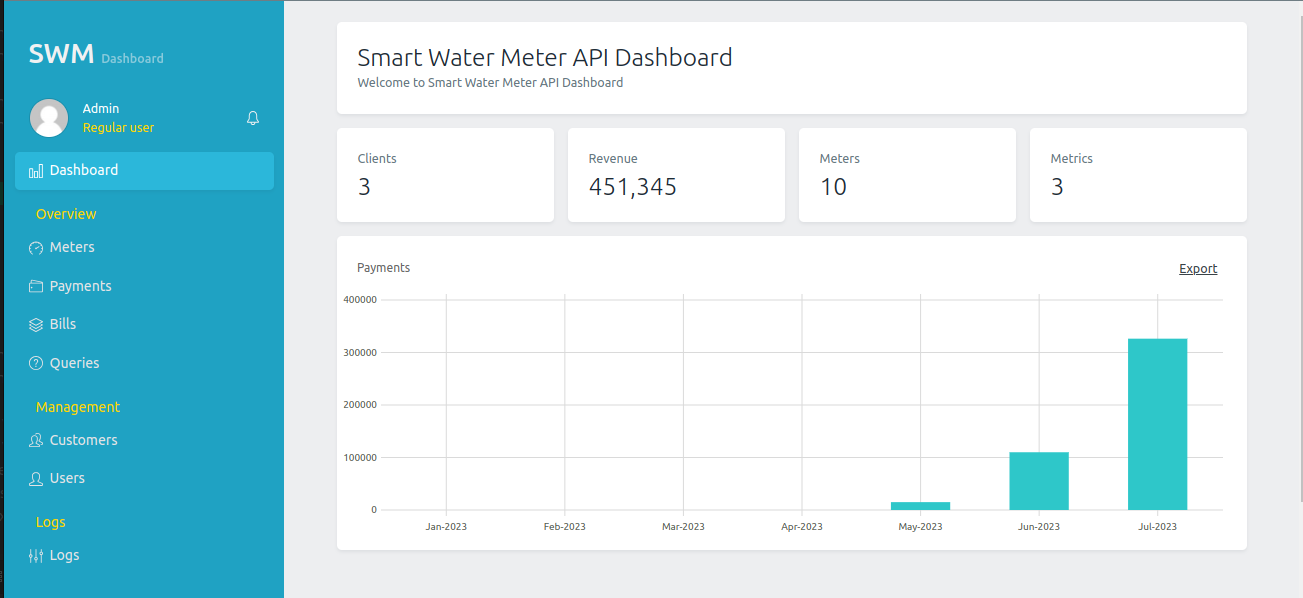 SWM Dashboard
Admin
Regular user
Dashboard
Overview
Meters
Payments
Bills
Queries
Management
Customers
Users
Logs
Logs
Smart Water Meter API Dashboard
Welcome to Smart Water Meter API Dashboard
Clients
3
Revenue
451,345
Meters
10
Metrics
3
Payments
Export
400000
300000
200000
100000
0
Jan-2023 Feb-2023 Mar-2023 Apr-2023 May-2023 Jun-2023 Jul-2023